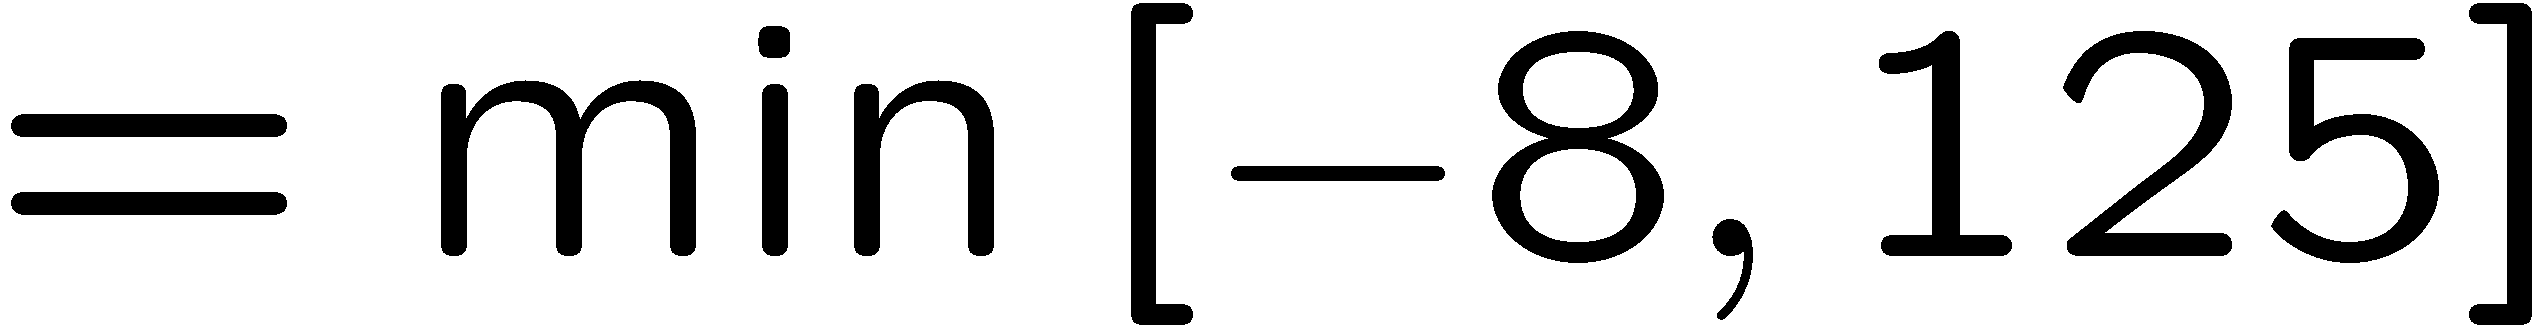 = min [−8, 125]